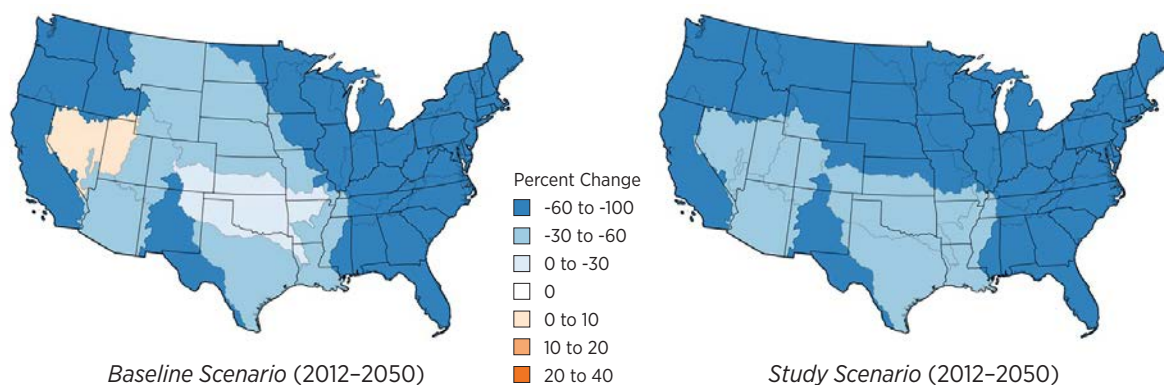 Percent Change
-60 to -100
-30 to -60
0 to -30
0
0 to 10
10 to 20
20 to 40
Baseline Scenario (2012–2050)
Study Scenario (2012–2050)